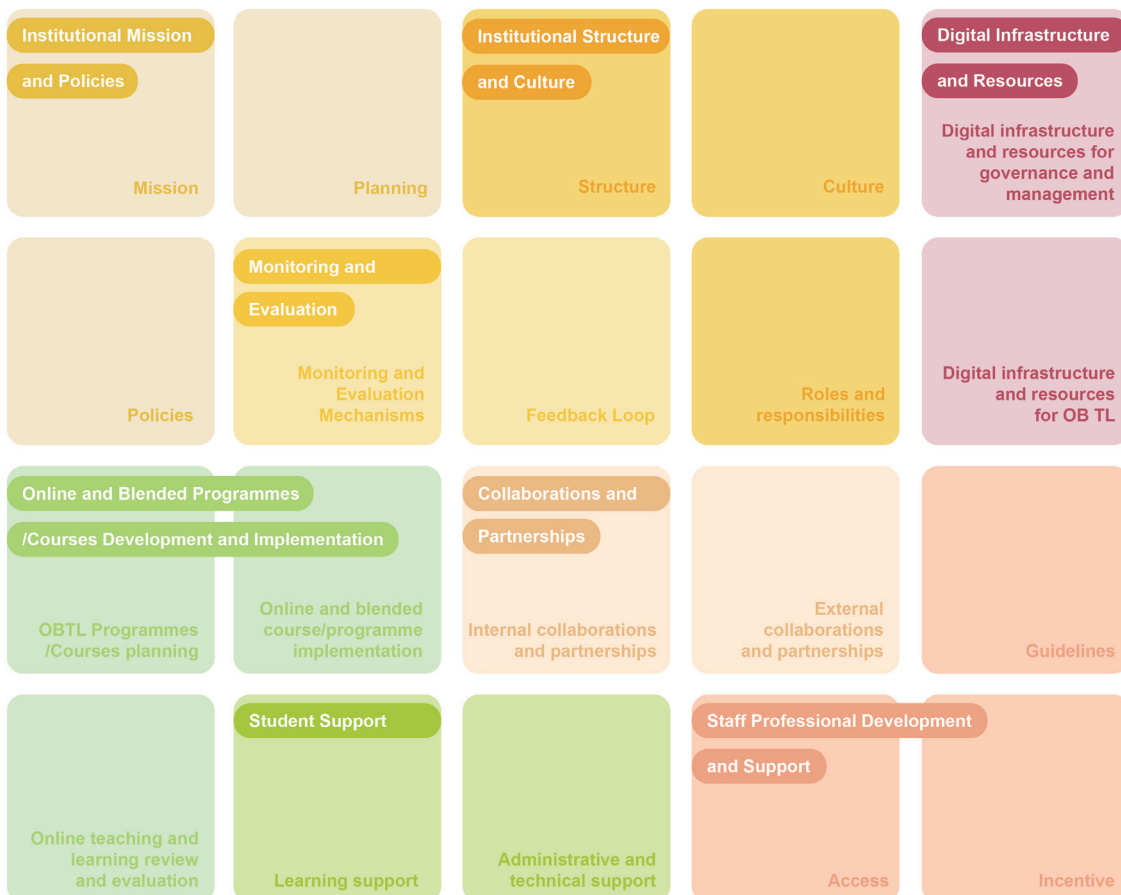 Institutional Mission
and Policies
Mission
Planning
Institutional Structure
and Culture
Structure
Culture
Digital Infrastructure
and Resources
Digital infrastructure
and resources for
governance and
management
Policies
Monitoring and
Evaluation
Monitoring and
Evaluation
Mechanisms
Feedback Loop
Roles and
responsibilities
Digital infrastructure
and resources
for OB TL
Online and Blended Programmes
/Courses Development and Implementation
OBTL Programmes
/Courses planning
Online and blended
course/programme
implementation
Collaborations and
Partnerships
Internal collaborations
and partnerships
External
collaborations
and partnerships
Guidelines
Online teaching and
learning review
and evaluation
Student Support
Learning support
Administrative and
technical support
Staff Professional Development
and Support
Access
Incentive